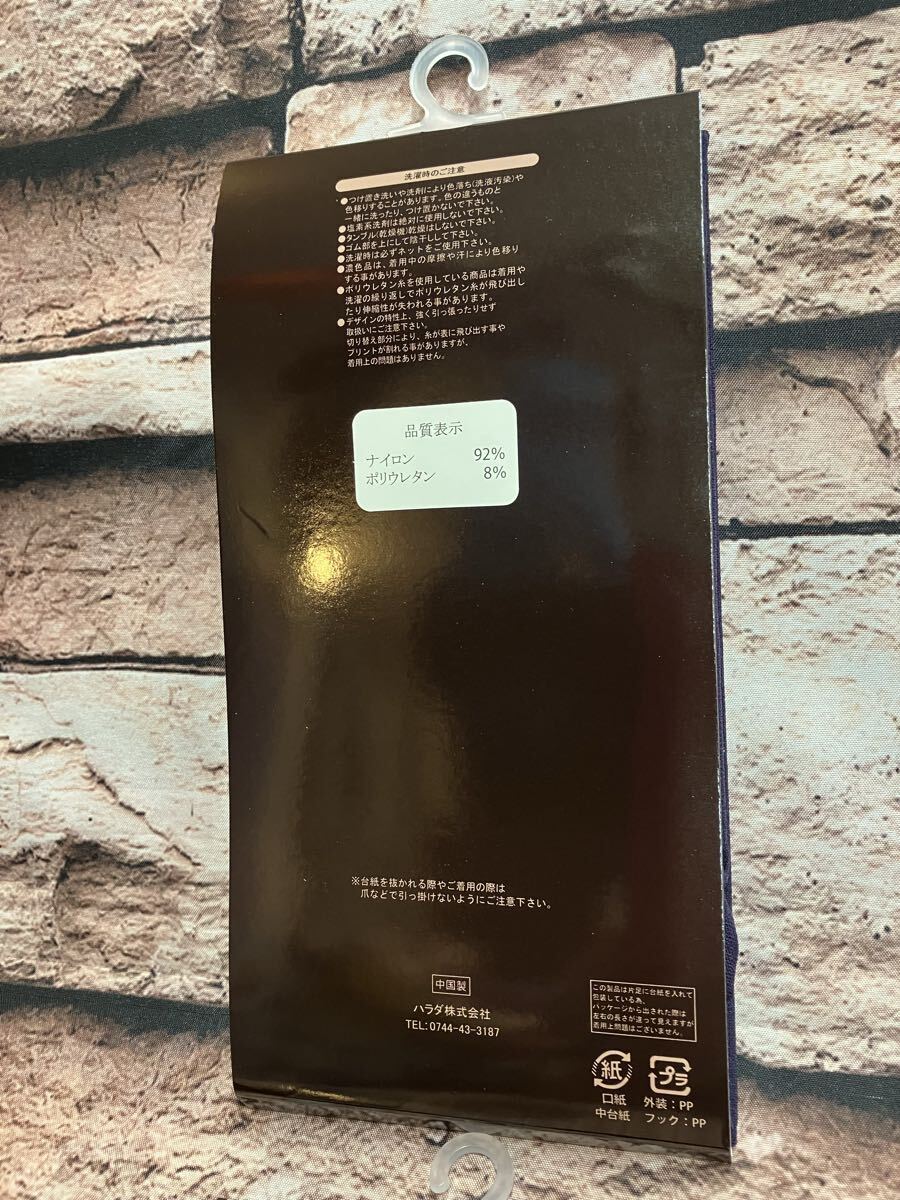 洗濯時のご注意
●つけ置き洗いや洗剤により色落ち(洗液汚染)や
色移りすることがあります。色の違うものと
一緒に洗ったり、つけ置かないで下さい。
●塩素系洗剤は絶対に使用しないで下さい。
●タンブル(乾燥機)乾燥はしないで下さい。
●ゴム部を上にして陰干しして下さい。
●洗濯時は必ずネットをご使用下さい。
●濃色品は、着用中の摩擦や汗により色移り
する事があります。
●ポリウレタン糸を使用している商品は着用や
洗濯の繰り返しでポリウレタン糸が飛び出し
たり伸縮性が失われる事があります。
●デザインの特性上、強く引っ張ったりせず
取扱いにご注意下さい。
切り替え部分により、糸が表に飛び出す事や
プリントが割れる事がありますが、
着用上の問題はありません。
品質表示
ナイロン 92%
ポリウレタン 8%
※台紙を抜かれる際やご着用の際は
爪などで引っ掛けないようにご注意下さい。
中国製
ハラダ株式会社
TEL:0744-43-3187
この製品は片足に台紙を入れて
包装している為、
パッケージから出された際は
左右の長さが違って見えますが
着用上問題はございません。
紙 プラ
口紙 外装:PP
中台紙 フック:PP